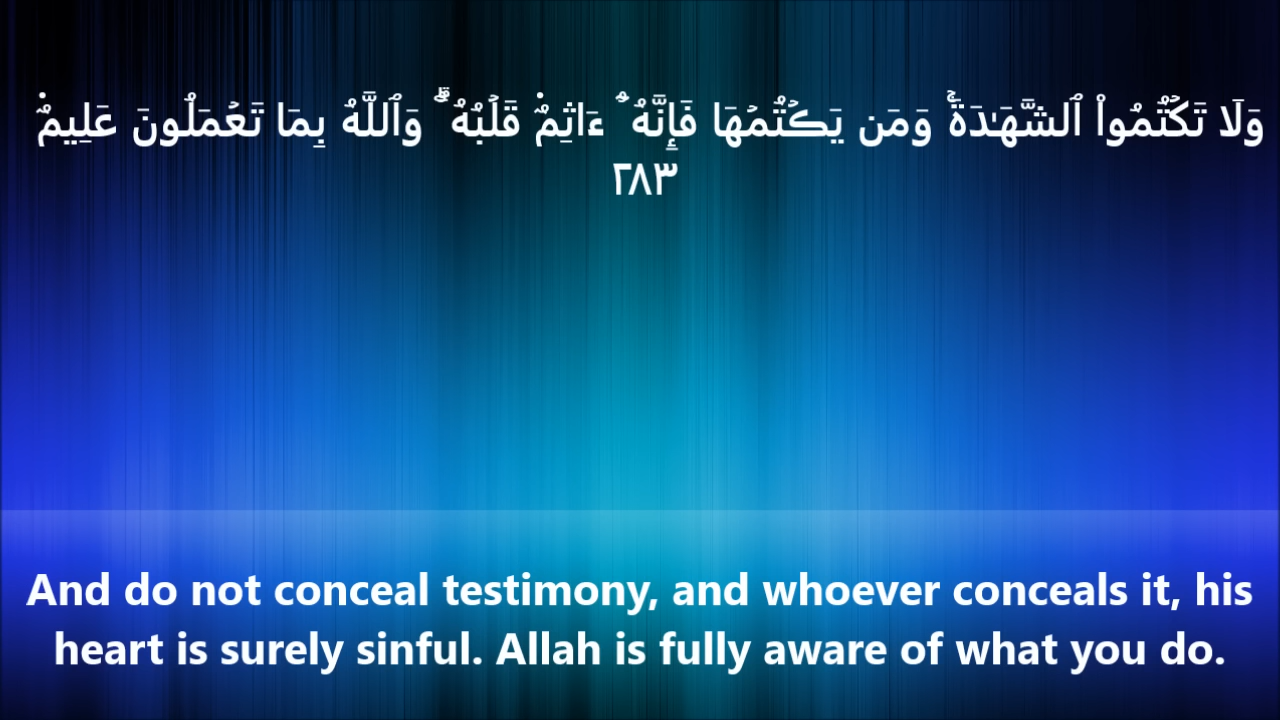 وَلَا تَكْتُمُوا۟ ٱلشَّهَـٰدَةَ ۚ وَمَن يَكْتُمْهَا فَإِنَّهُۥٓ ءَاثِمٌ قَلْبُهُۥ ۗ وَٱللَّهُ بِمَا تَعْمَلُونَ عَلِيمٌ
٢٨٣
And do not conceal testimony, and whoever conceals it, his
heart is surely sinful. Allah is fully aware of what you do.